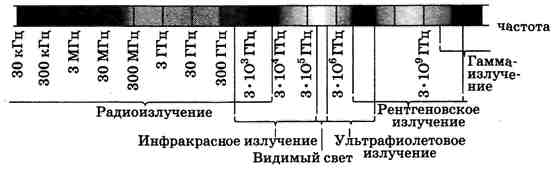 частота
30 кГц
300 кГц
3 МГц
30 МГц
300 МГц
3 ГГц
30 ГГц
300 ГГц
3·10³ ГГц
3·10⁴ ГГц
3·10⁵ ГГц
3·10⁶ ГГц
3·10⁹ ГГц
Гамма-
излуче-
ние
Радиоизлучение
Рентгеновское
излучение
Инфракрасное излучение
Ультрафиолетовое
излучение
Видимый свет